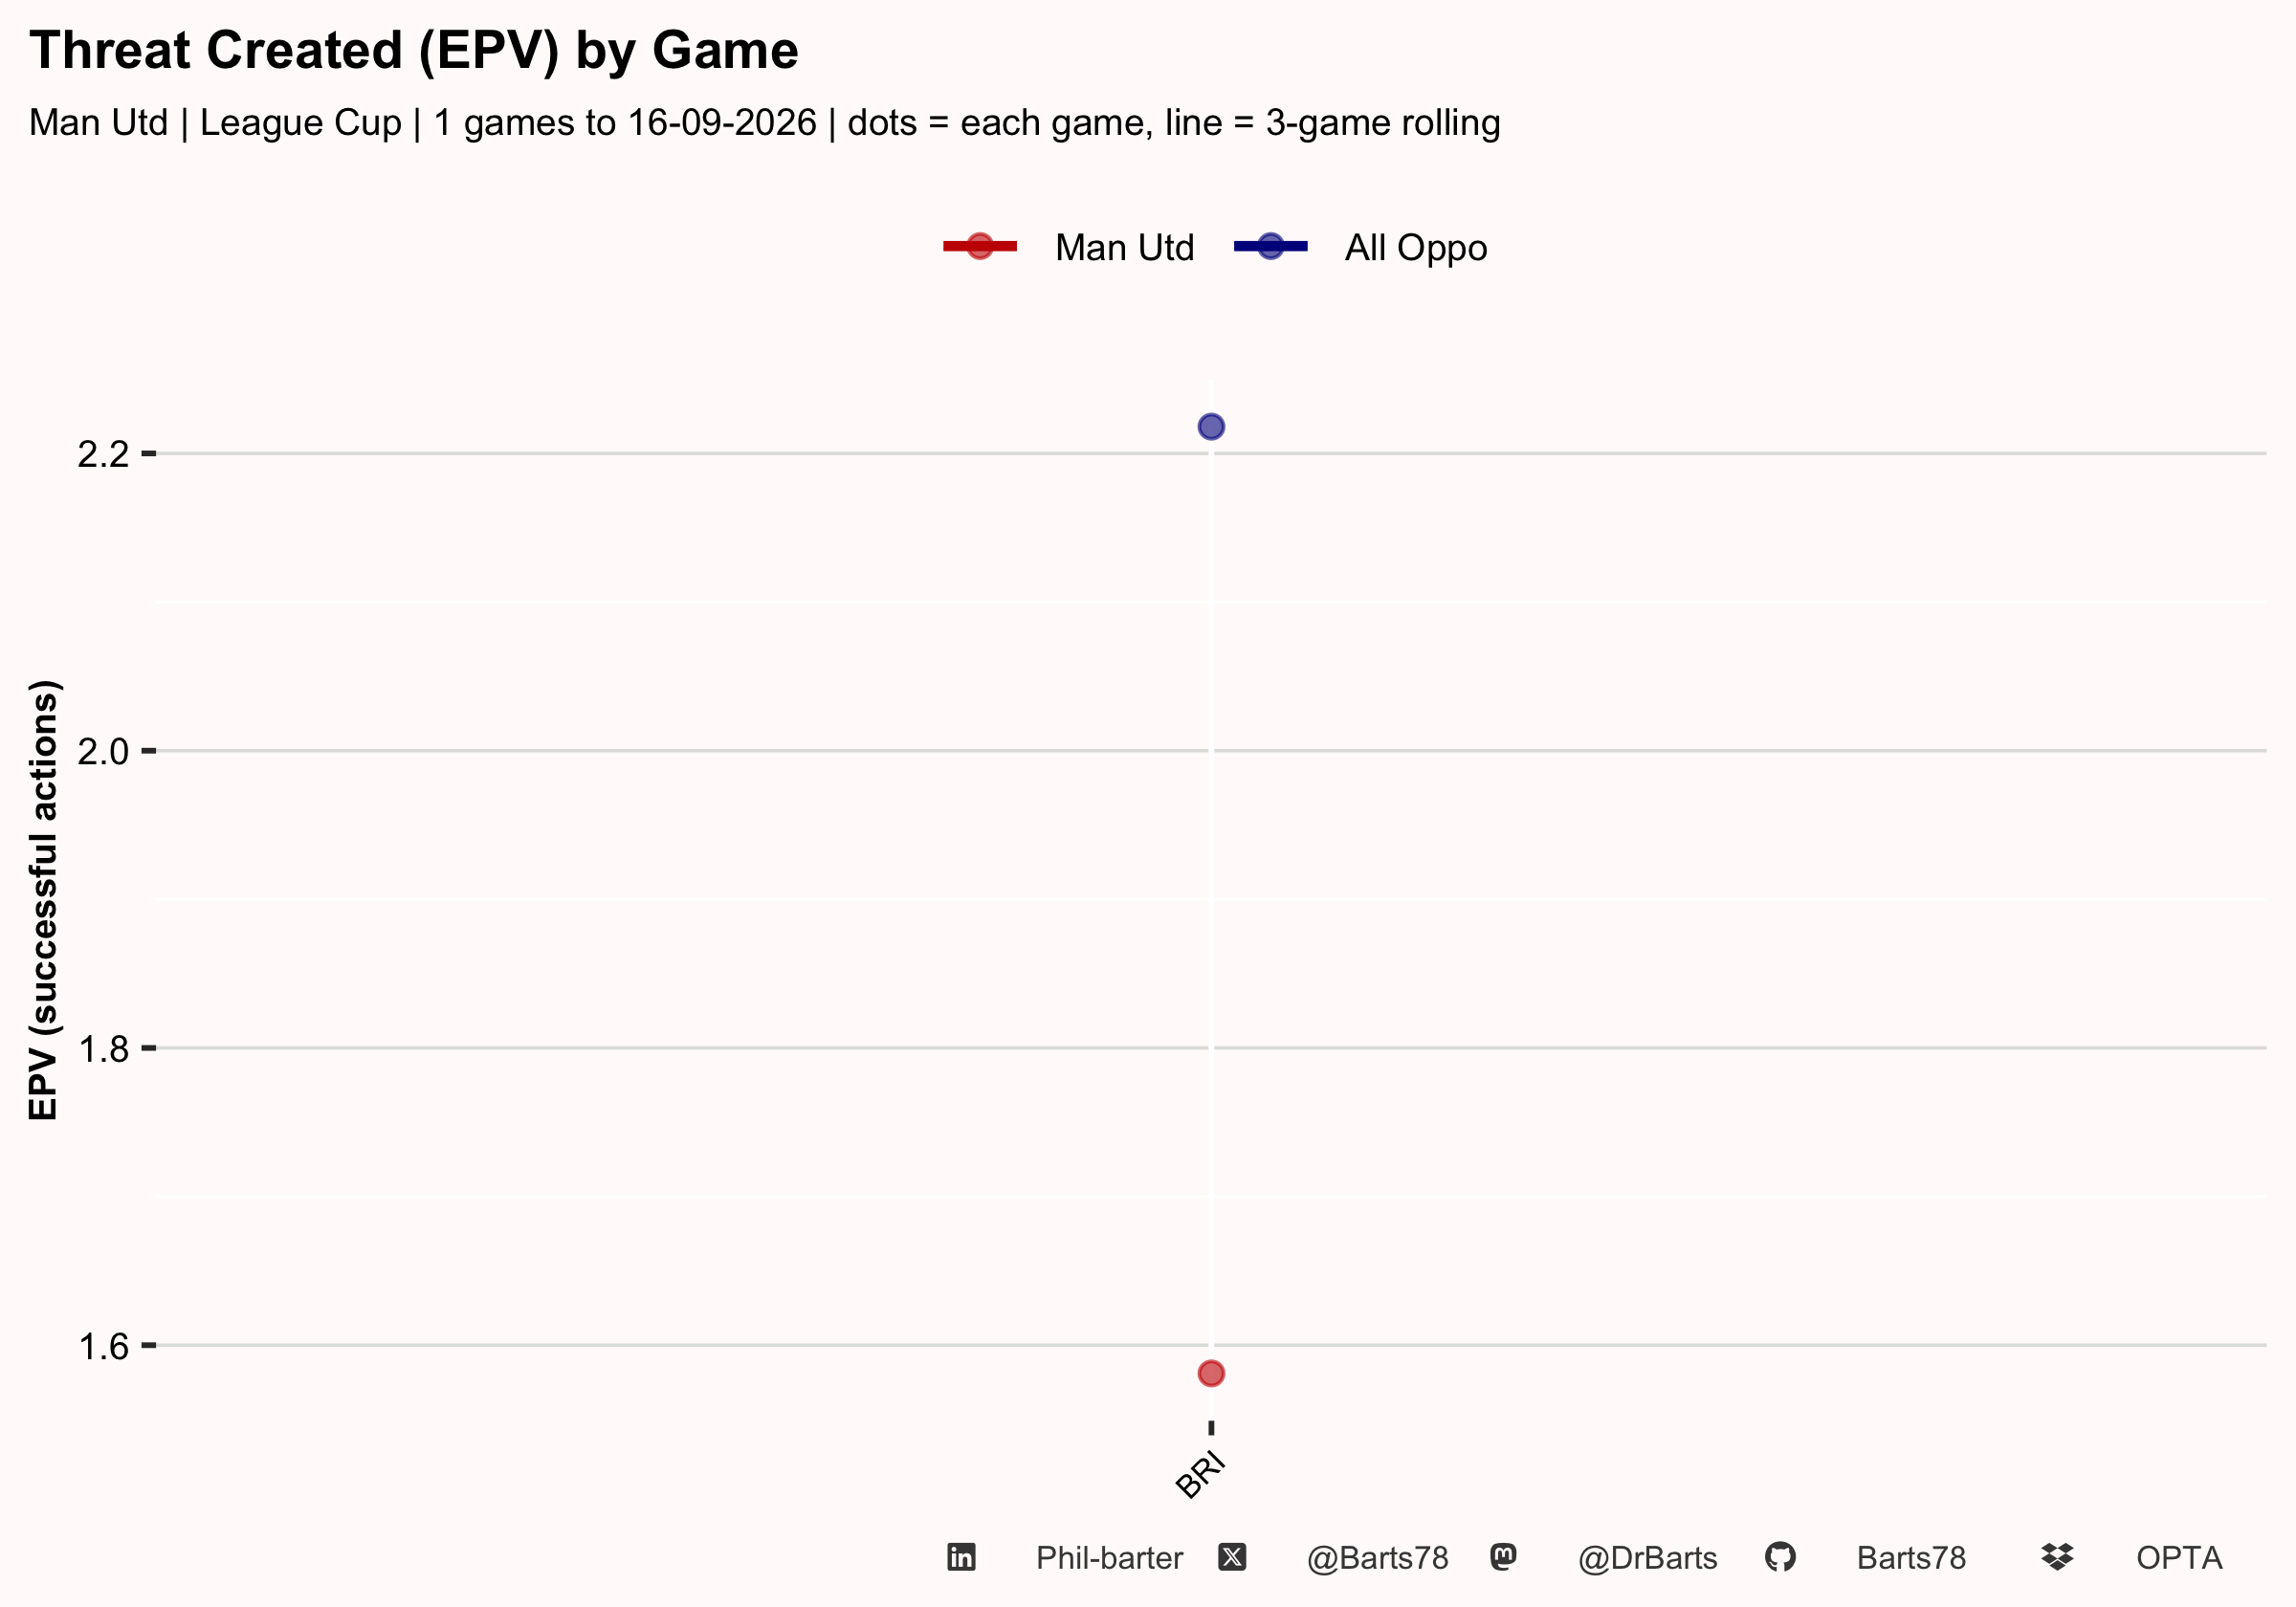 Threat Created (EPV) by Game
Man Utd | League Cup | 1 games to 16-09-2026 | dots = each game, line = 3-game rolling
Man Utd All Oppo
EPV (successful actions)
2.2
2.0
1.8
1.6
BRI
Phil-barter @Barts78 @DrBarts Barts78 OPTA